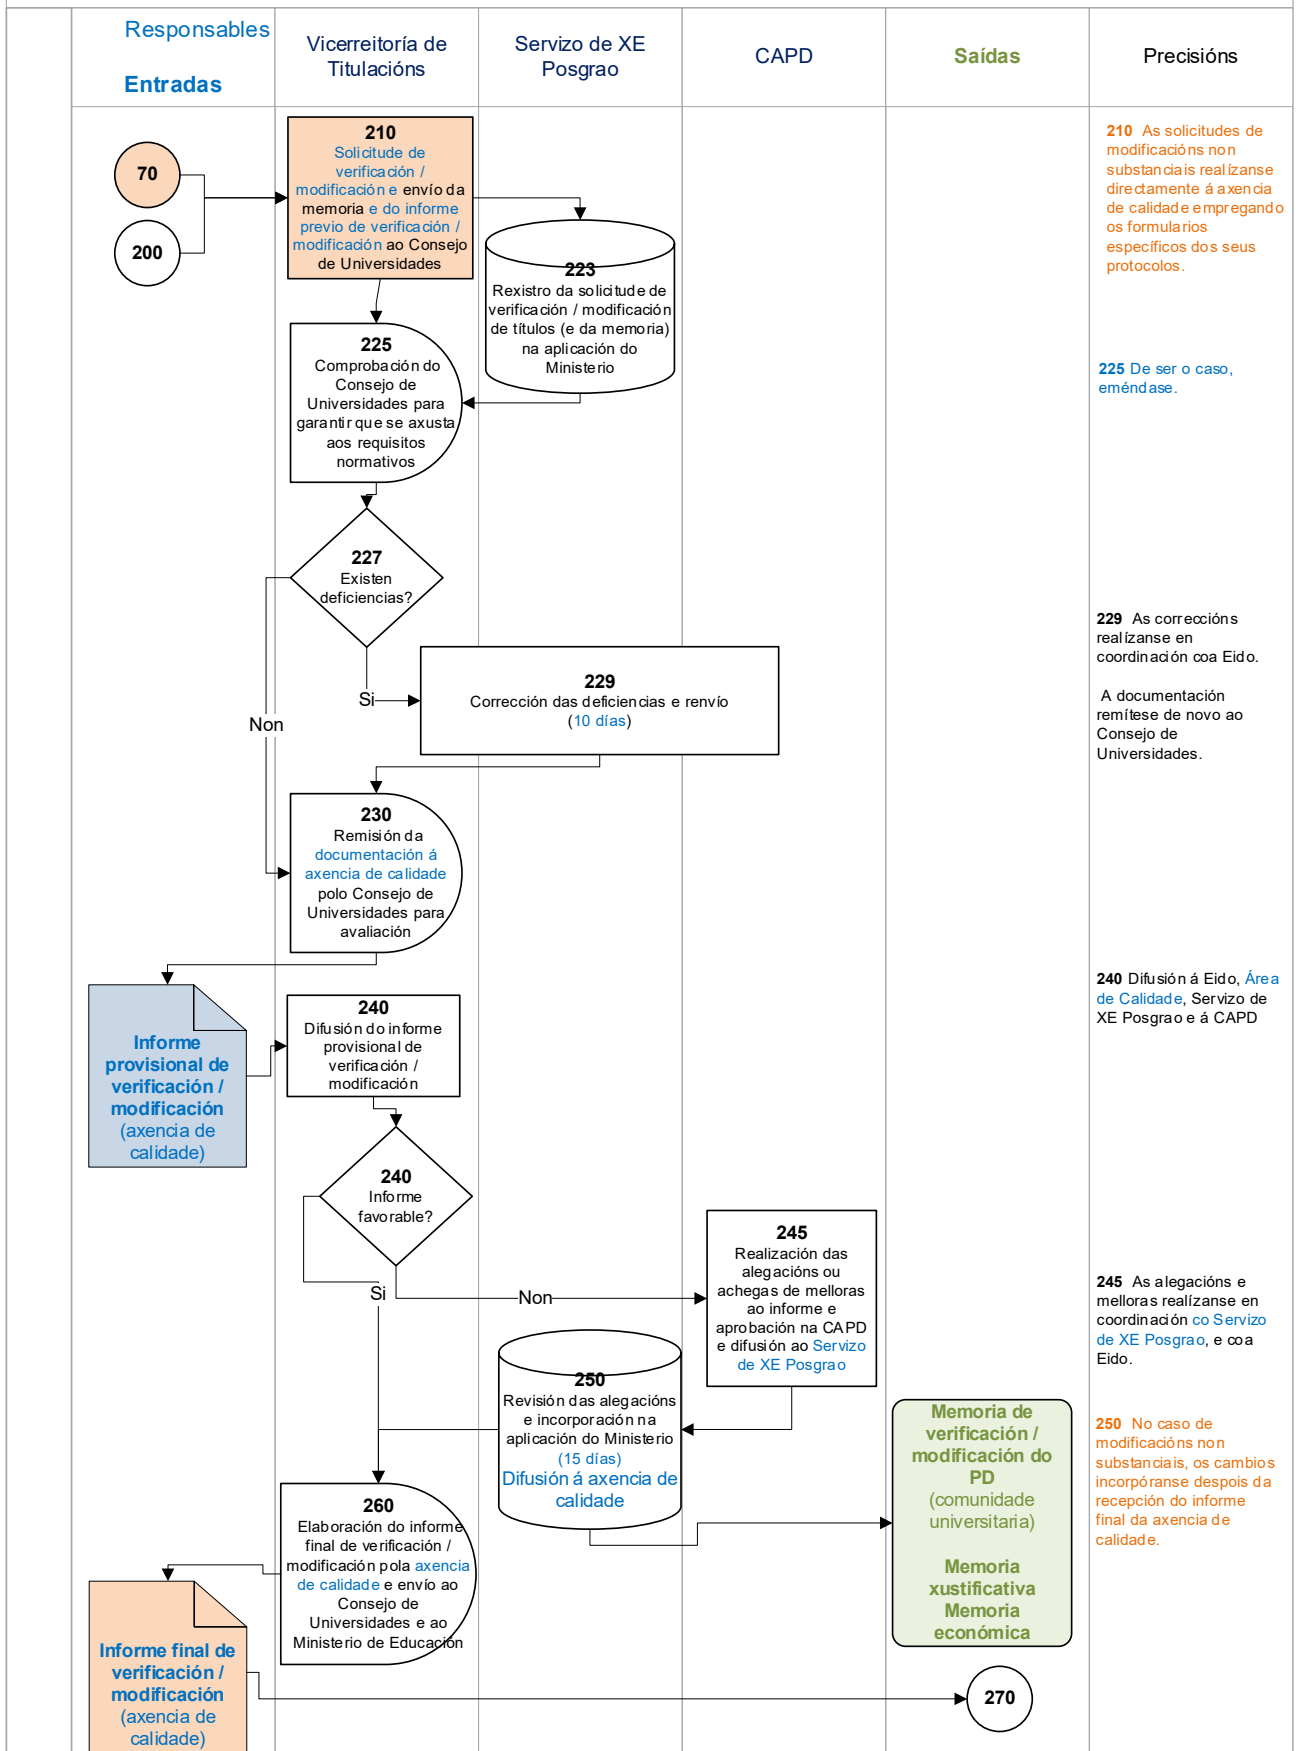 Responsables
Entradas
Vicerreitoría de
Titulacións
Servizo de XE
Posgrao
CAPD
Saídas
Precisións
70
200
210
Solicitude de
verificación /
modificación e envío da
memoria e do informe
previo de verificación /
modificación ao Consejo
de Universidades
223
Rexistro da solicitude de
verificación / modificación
de títulos (e da memoria)
na aplicación do
Ministerio
210 As solicitudes de
modificacións non
substanciais realízanse
directamente á axencia
de calidade empregando
os formularios
específicos dos seus
protocolos.
225
Comprobación do
Consejo de
Universidades para
garantir que se axusta
aos requisitos
normativos
225 De ser o caso,
eméndase.
227
Existen
deficiencias?
Si
Non
229
Corrección das deficiencias e renvío
(10 días)
229 As correccións
realízanse en
coordinación coa Eido.
A documentación
remítese de novo ao
Consejo de
Universidades.
230
Remisión da
documentación á
axencia de calidade
polo Consejo de
Universidades para
avaliación
Informe
provisional de
verificación /
modificación
(axencia de
calidade)
240
Difusión do informe
provisional de
verificación /
modificación
240 Difusión á Eido, Área
de Calidade, Servizo de
XE Posgrao e á CAPD
240
Informe
favorable?
Si
Non
245
Realización das
alegacións ou
achegas de melloras
ao informe e
aprobación na CAPD
e difusión ao Servizo
de XE Posgrao
245 As alegacións e
melloras realízanse en
coordinación co Servizo
de XE Posgrao, e coa
Eido.
250
Revisión das alegacións
e incorporación na
aplicación do Ministerio
(15 días)
Difusión á axencia de
calidade
Memoria de
verificación /
modificación do
PD
(comunidade
universitaria)
Memoria
xustificativa
Memoria
económica
250 No caso de
modificacións non
substanciais, os cambios
incorpóranse despois da
recepción do informe
final da axencia de
calidade.
260
Elaboración do informe
final de verificación /
modificación pola axencia
de calidade e envío ao
Consejo de
Universidades e ao
Ministerio de Educación
Informe final de
verificación /
modificación
(axencia de
calidade)
270